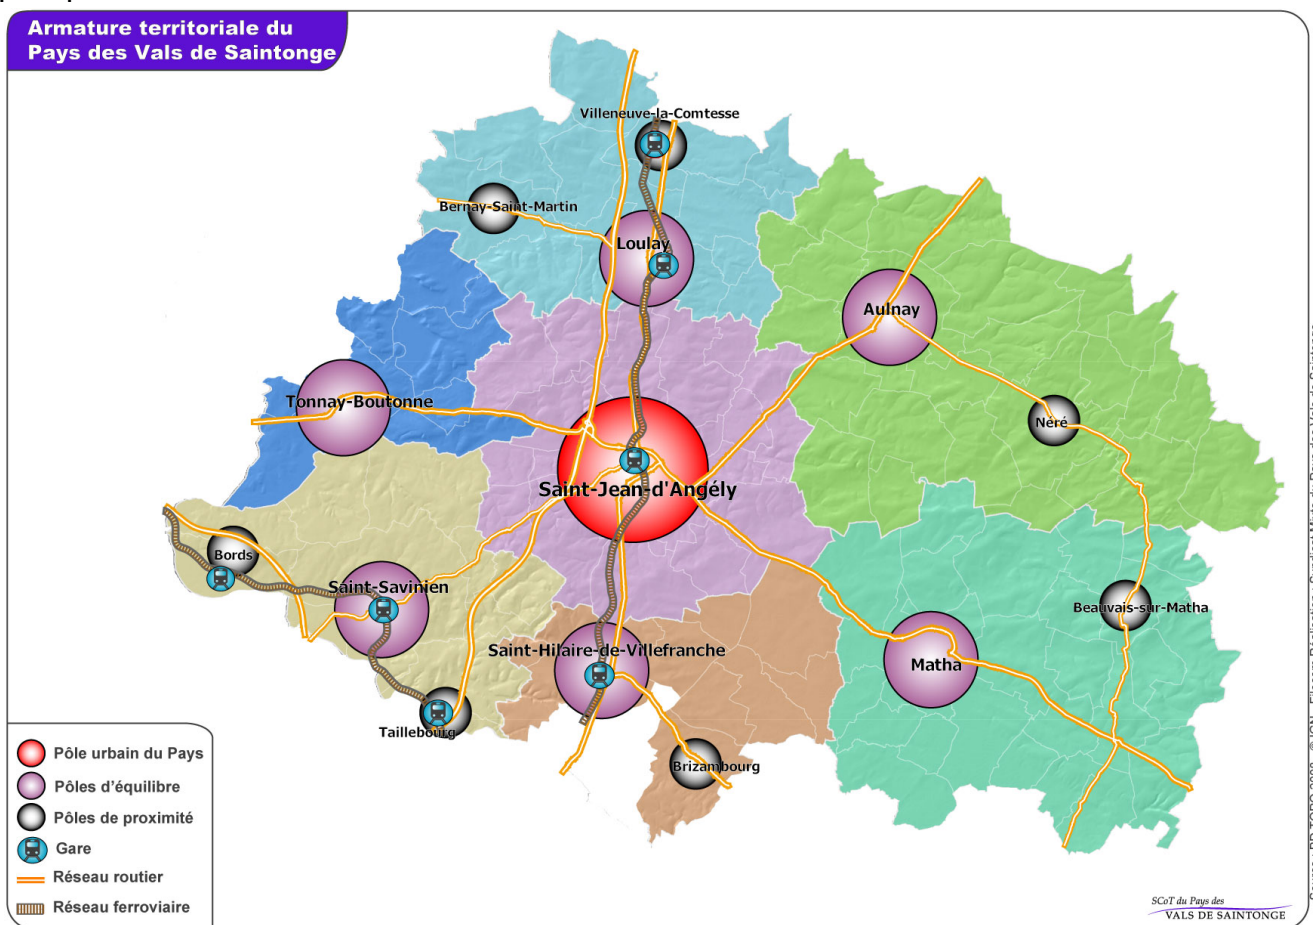 Armature territoriale du
Pays des Vals de Saintonge
Villeneuve-la-Comtesse
Bernay-Saint-Martin
Loulay
Aulnay
Tonnay-Boutonne
Néré
Saint-Jean-d'Angély
Bords
Saint-Savinien
Beauvais-sur-Matha
Saint-Hilaire-de-Villefranche
Matha
Taillebourg
Brizambourg
Pôle urbain du Pays
Pôles d'équilibre
Pôles de proximité
Gare
Réseau routier
Réseau ferroviaire
SCoT du Pays des
VALS DE SAINTONGE